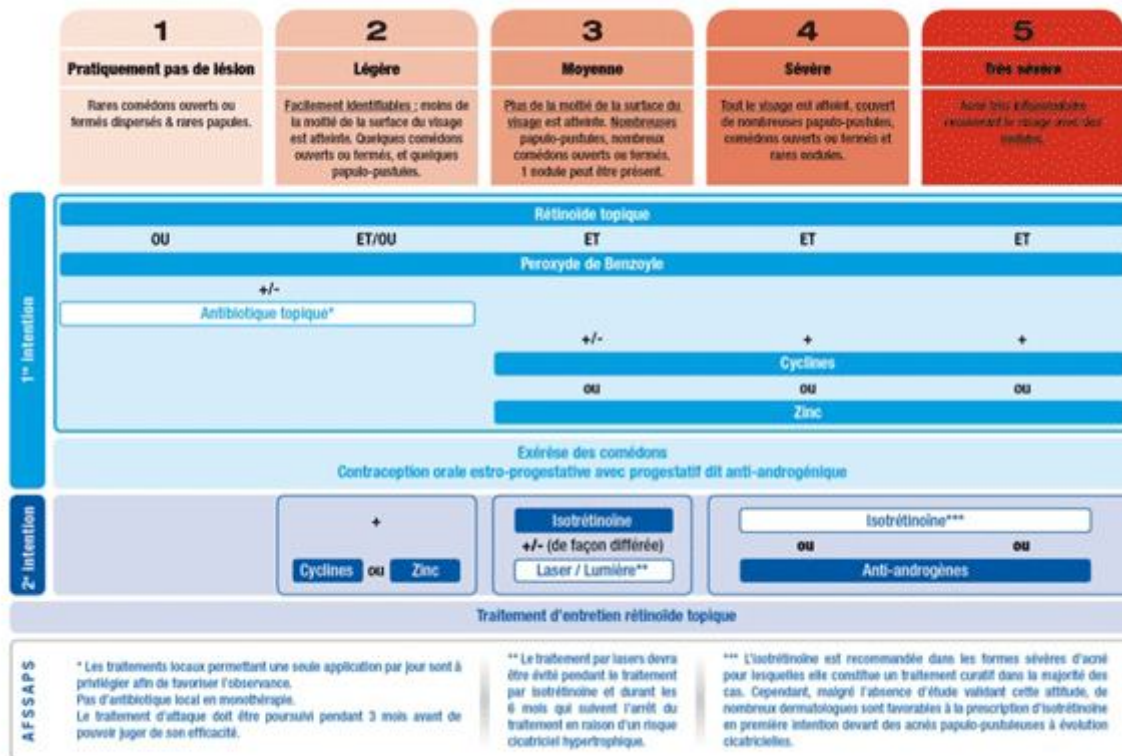 1
Pratiquement pas de lésion
Rares comédons ouverts ou
fermés dispersés & rares papules.
2
Légère
Facilement identifiables ; moins de
la moitié de la surface du visage
est atteinte. Quelques comédons
ouverts ou fermés, et quelques
papulo-pustules.
3
Moyenne
Plus de la moitié de la surface du
visage est atteinte. Nombreuses
papulo-pustules, nombreux
comédons ouverts ou fermés.
1 nodule peut être présent.
4
Sévère
Tout le visage est atteint, couvert
de nombreuses papulo-pustules,
comédons ouverts ou fermés et
rares nodules.
5
Très sévère
Acné très inflammatoire
recouvrant le visage avec des
nodules.
1re intention
Rétinoïde topique
OU ET/OU ET ET ET
Peroxyde de Benzoyle
+/-
Antibiotique topique*
+/- + +
Cyclines
ou ou ou
Zinc
Exérèse des comédons
Contraception orale estro-progestative avec progestatif dit anti-androgénique
2e intention
+
Cyclines ou Zinc
Isotrétinoïne
+/- (de façon différée)
Laser / Lumière**
Isotrétinoïne***
ou ou
Anti-androgènes
Traitement d'entretien rétinoïde topique
AFSSAPS
* Les traitements locaux permettant une seule application par jour sont à
privilégier afin de favoriser l'observance.
Pas d'antibiotique local en monothérapie.
Le traitement d'attaque doit être poursuivi pendant 3 mois avant de
pouvoir juger de son efficacité.
** Le traitement par lasers devra
être évité pendant le traitement
par isotrétinoïne et durant les
6 mois qui suivent l'arrêt du
traitement en raison d'un risque
cicatriciel hypertrophique.
*** L'isotrétinoïne est recommandée dans les formes sévères d'acné
pour lesquelles elle constitue un traitement curatif dans la majorité des
cas. Cependant, malgré l'absence d'étude validant cette attitude, de
nombreux dermatologues sont favorables à la prescription d'isotrétinoïne
en première intention devant des acnés papulo-pustuleuses à évolution
cicatricielles.